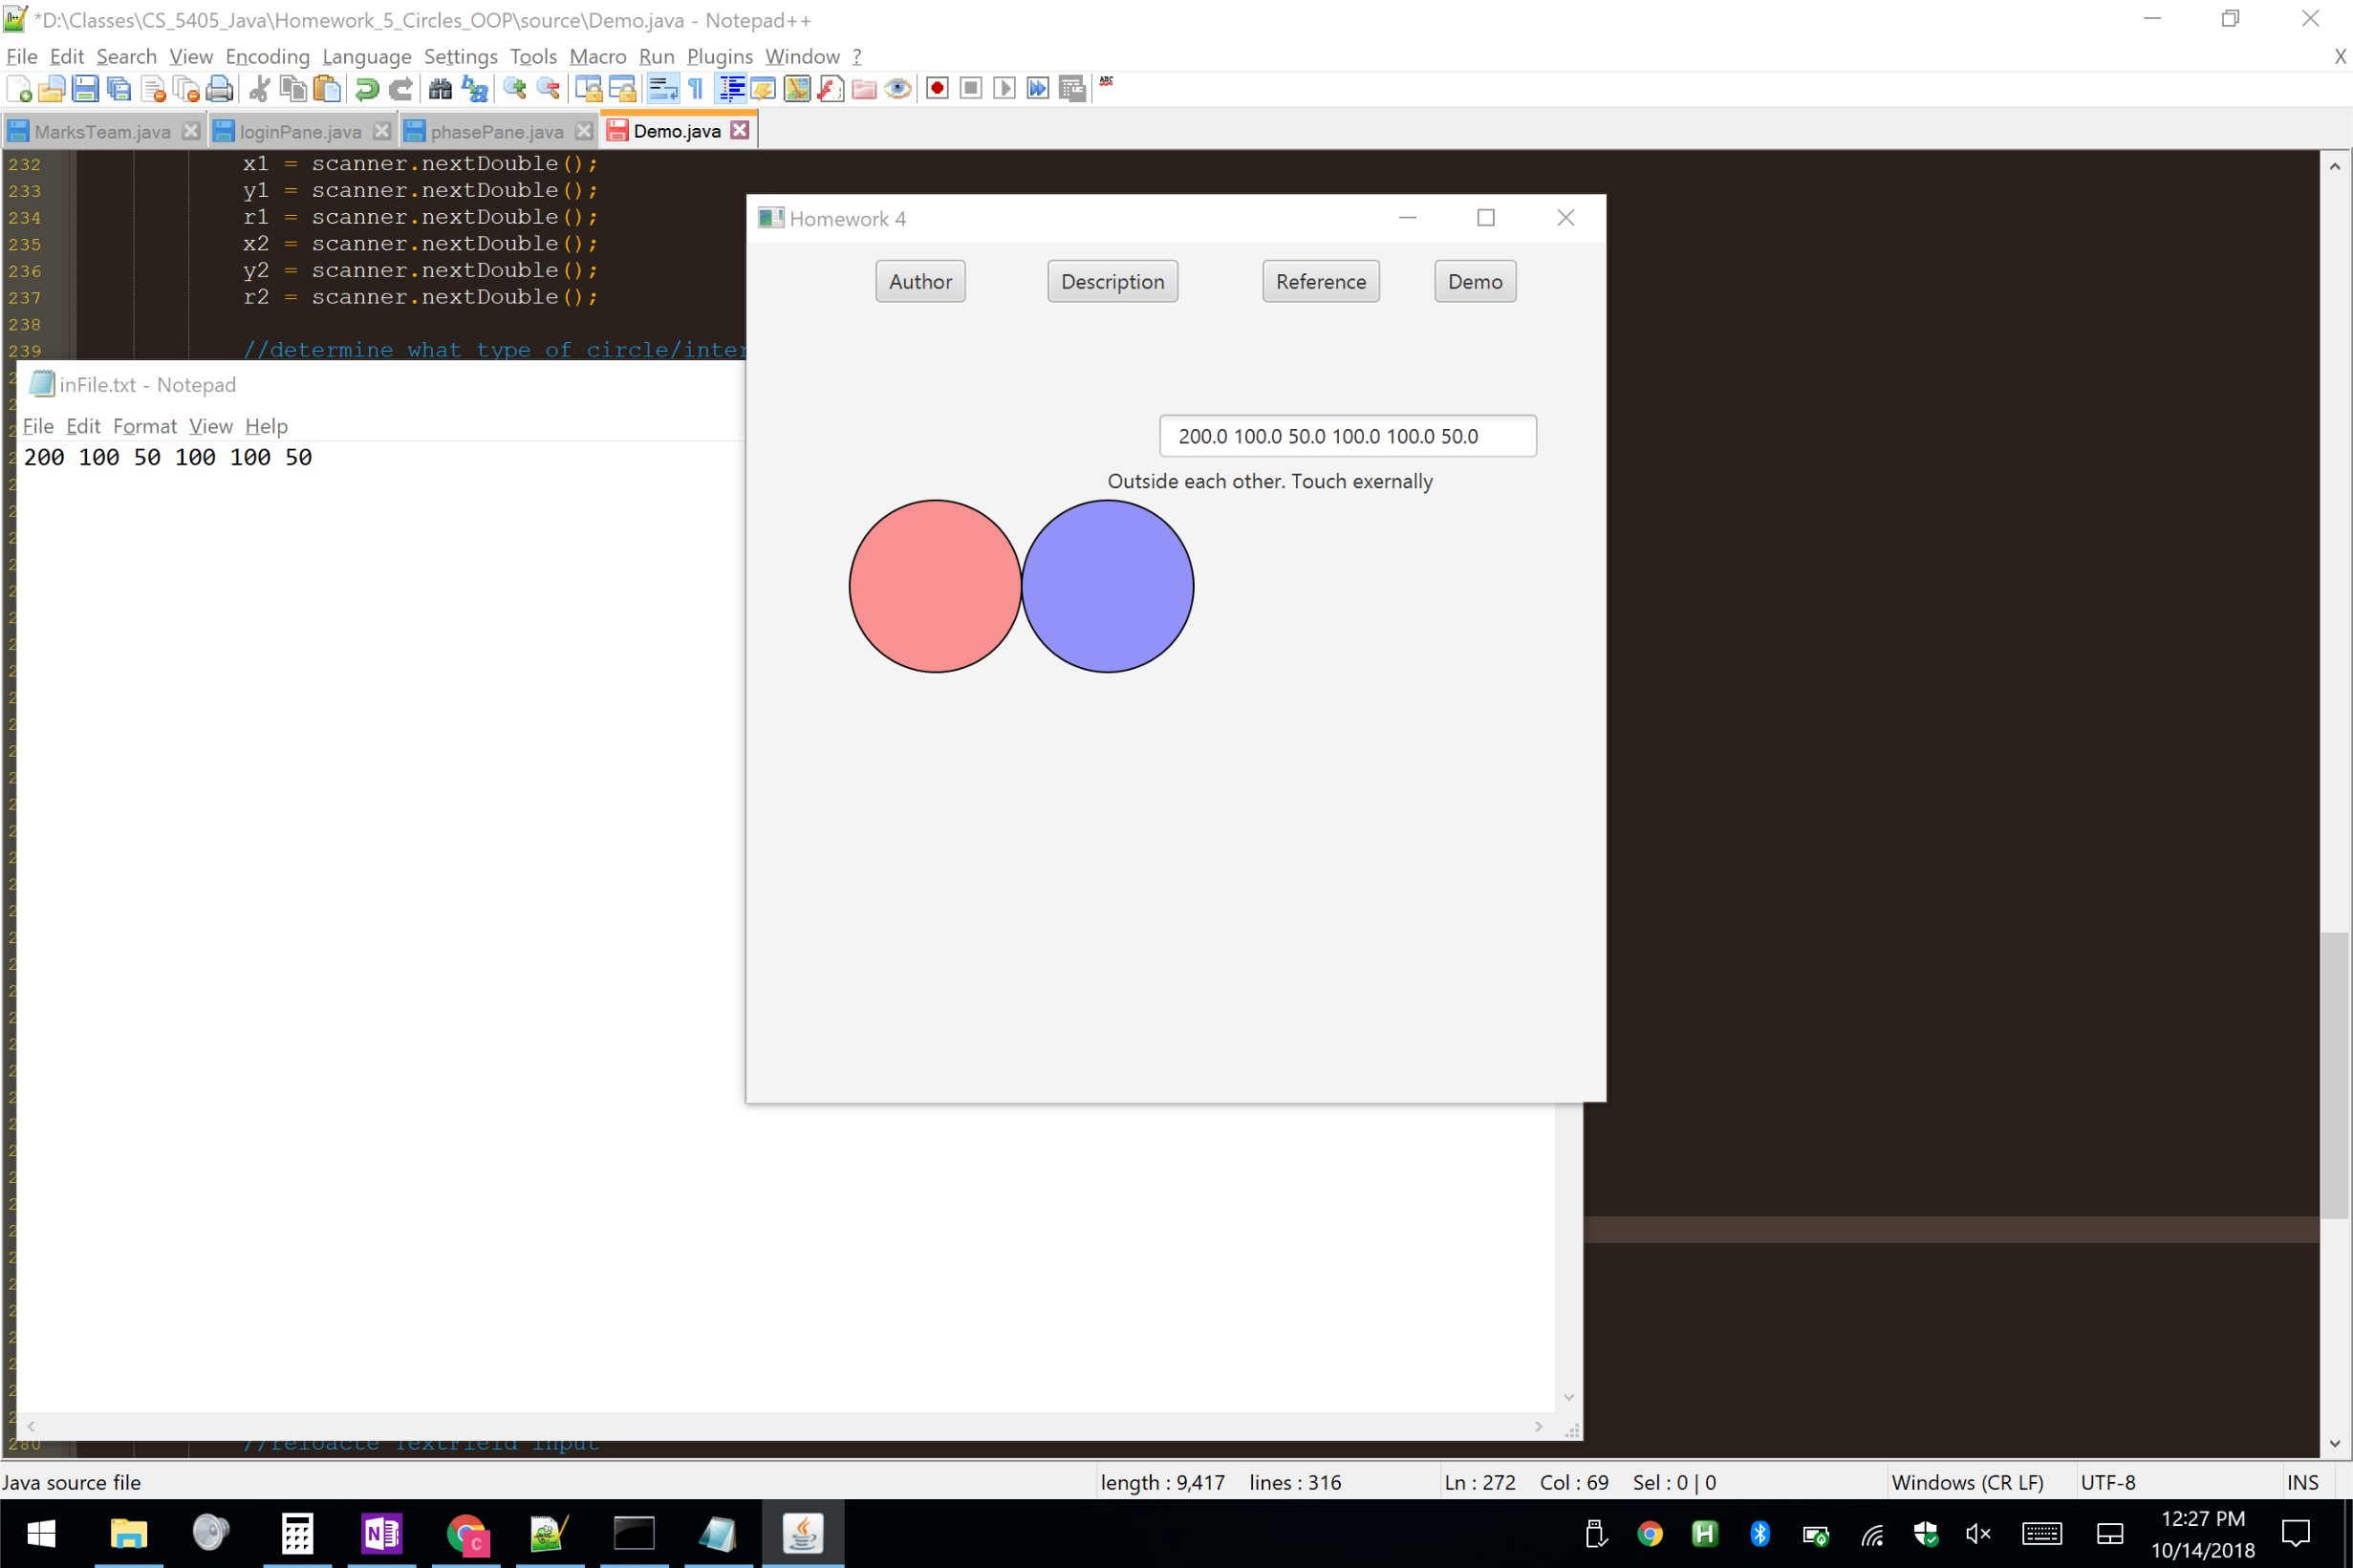 *D:\Classes\CS_5405_Java\Homework_5_Circles_OOP\source\Demo.java - Notepad++
File Edit Search View Encoding Language Settings Tools Macro Run Plugins Window ?
X
ABC
MarksTeam.java loginPane.java phasePane.java Demo.java
232 x1 = scanner.nextDouble();
233 y1 = scanner.nextDouble();
234 r1 = scanner.nextDouble();
235 x2 = scanner.nextDouble();
236 y2 = scanner.nextDouble();
237 r2 = scanner.nextDouble();
238
239 //determine what type of circle/inter
Homework 4
Author Description Reference Demo
200.0 100.0 50.0 100.0 100.0 50.0
Outside each other. Touch exernally
inFile.txt - Notepad
File Edit Format View Help
200 100 50 100 100 50
280 //reloacte TextField input
Java source file length : 9,417 lines : 316 Ln : 272 Col : 69 Sel : 0 | 0 Windows (CR LF) UTF-8 INS
12:27 PM
10/14/2018